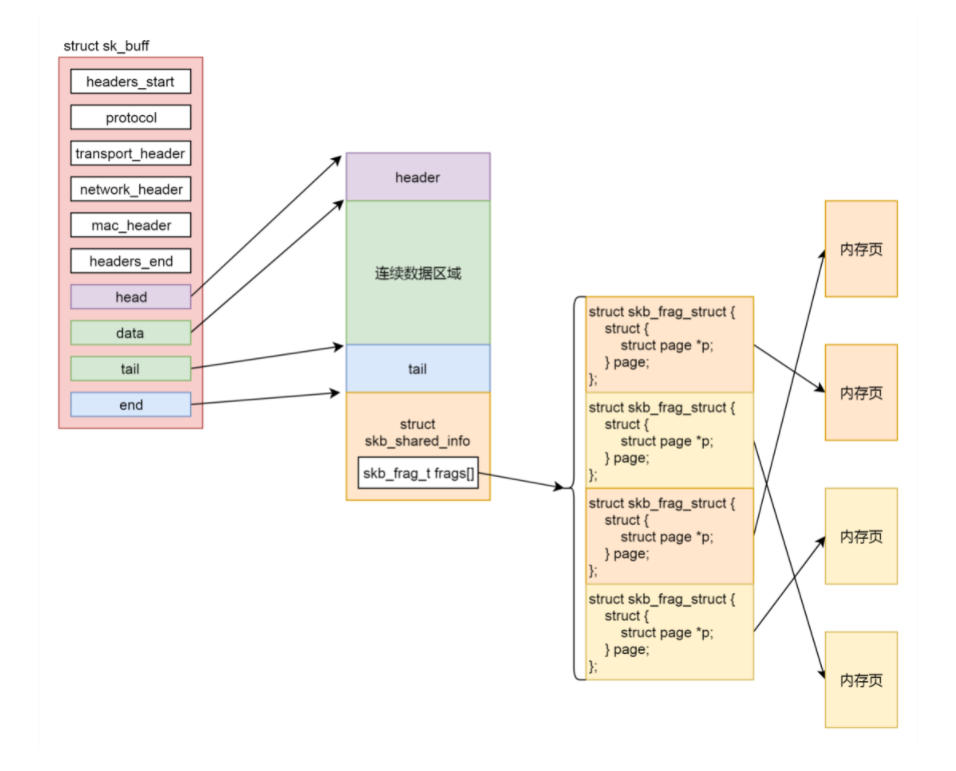 struct sk_buff
headers_start
protocol
transport_header
network_header
mac_header
headers_end
head
data
tail
end
header
连续数据区域
tail
struct
skb_shared_info
skb_frag_t frags[]
struct skb_frag_struct {
struct {
struct page *p;
} page;
};
struct skb_frag_struct {
struct {
struct page *p;
} page;
};
struct skb_frag_struct {
struct {
struct page *p;
} page;
};
struct skb_frag_struct {
struct {
struct page *p;
} page;
};
内存页
内存页
内存页
内存页